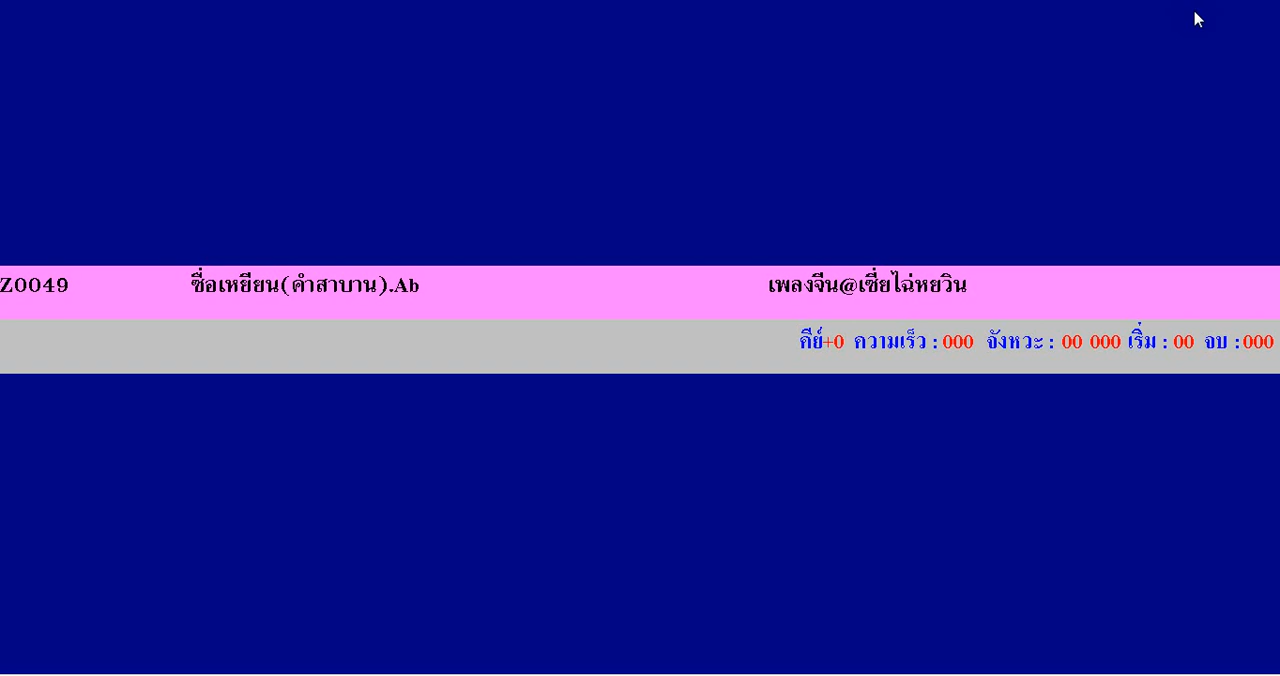 Z0049 ซื่อเหยียน(คำสาบาน).Ab เพลงจีน@เซี่ยไฉ่หยวิน
คีย์+0 ความเร็ว : 000 จังหวะ : 00 000 เริ่ม : 00 จบ : 000